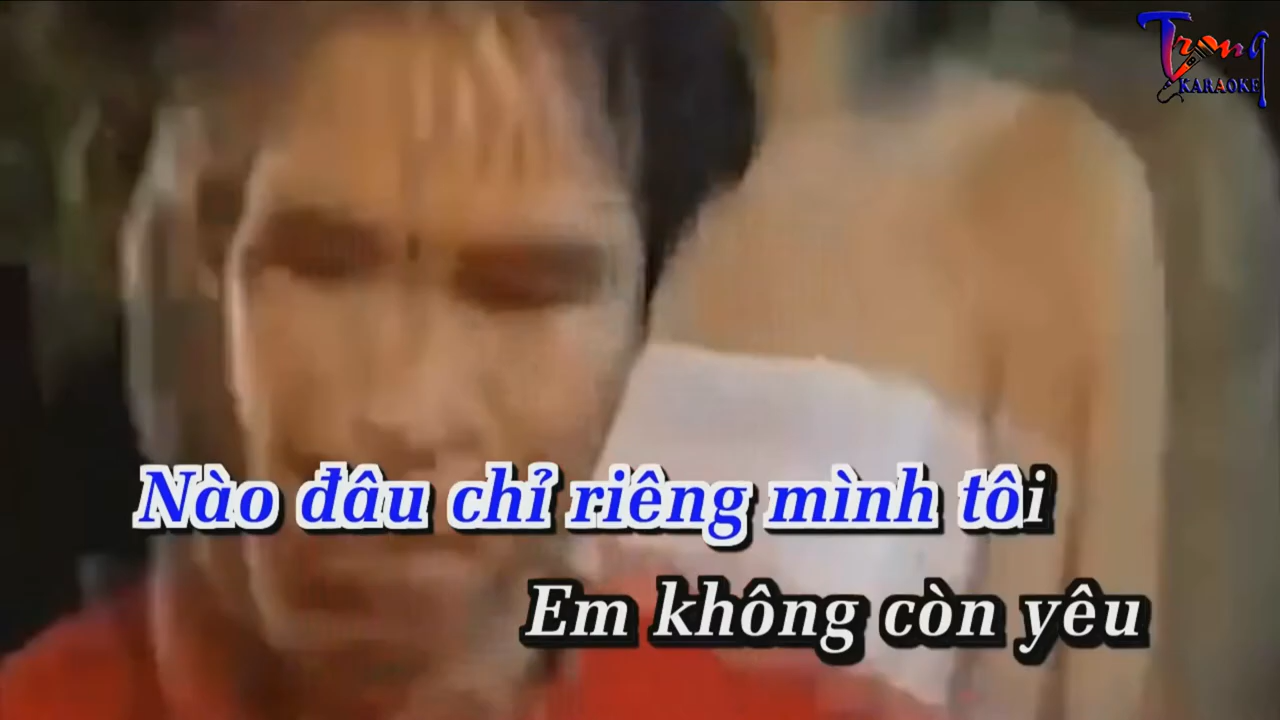 Trọng
KARAOKE
Nào đâu chỉ riêng mình tôi
Em không còn yêu